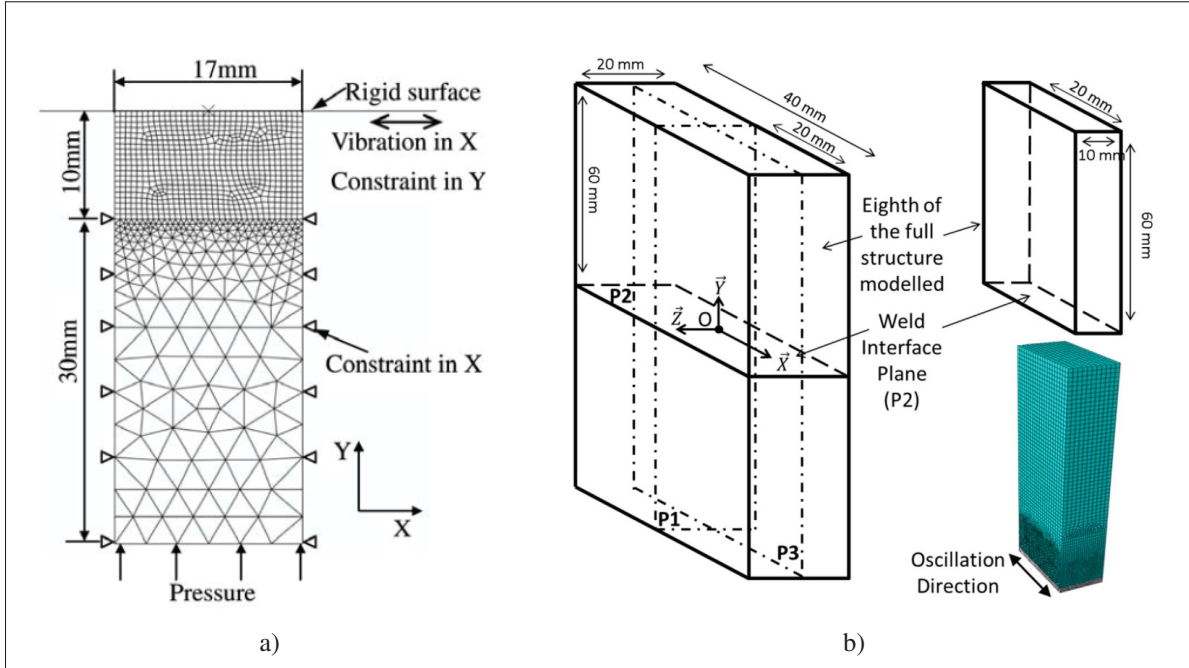 17mm
Rigid surface
Vibration in X
Constraint in Y
10mm
30mm
Constraint in X
Y
X
Pressure
a)
20 mm
40 mm
20 mm
60 mm
P2
Y
Z
O
X
P1
P3
Eighth of
the full
structure
modelled
Weld
Interface
Plane
(P2)
20 mm
10 mm
60 mm
Oscillation
Direction
b)